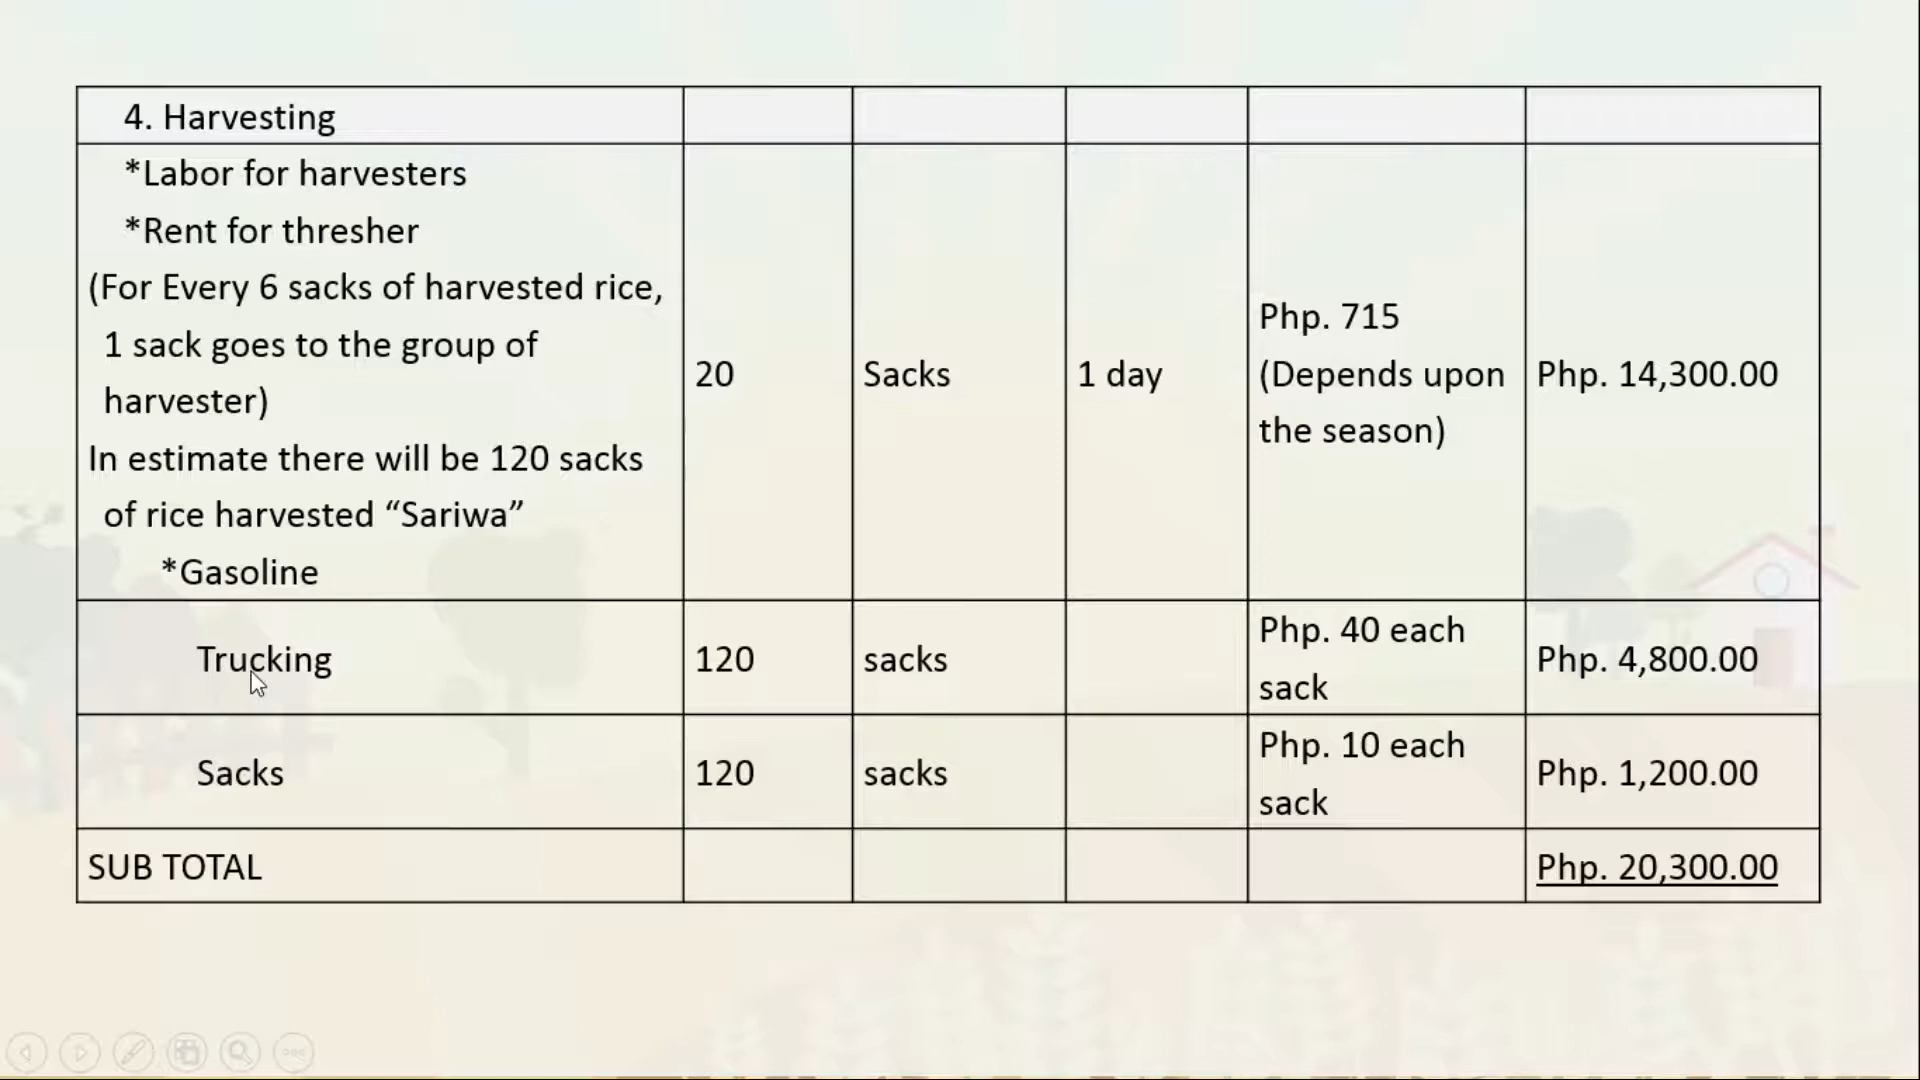 4. Harvesting
*Labor for harvesters
*Rent for thresher
(For Every 6 sacks of harvested rice,
1 sack goes to the group of
harvester)
In estimate there will be 120 sacks
of rice harvested “Sariwa”
*Gasoline
20
Sacks
1 day
Php. 715
(Depends upon
the season)
Php. 14,300.00
Trucking
120
sacks
Php. 40 each
sack
Php. 4,800.00
Sacks
120
sacks
Php. 10 each
sack
Php. 1,200.00
SUB TOTAL
Php. 20,300.00